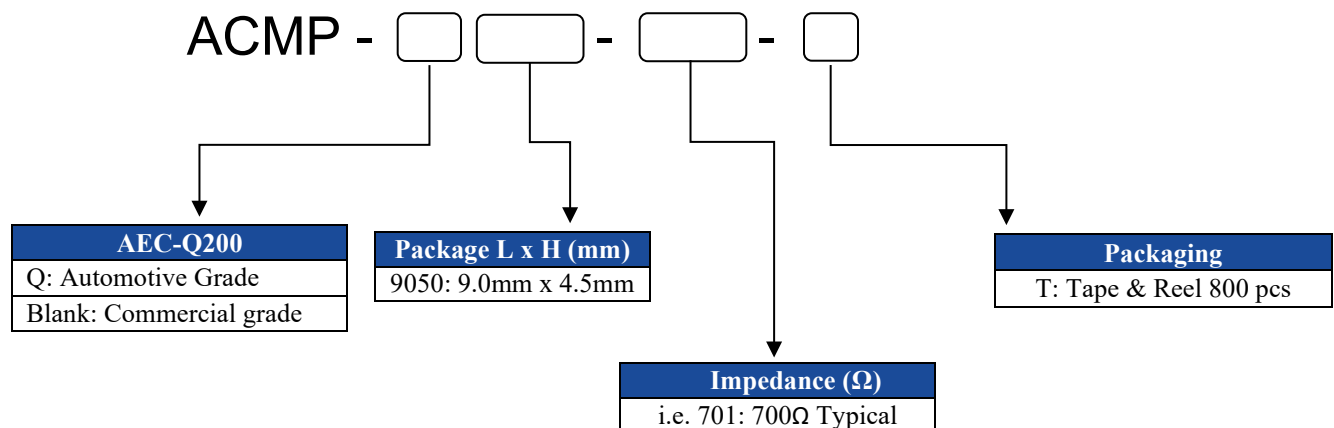 ACMP - - -
AEC-Q200
Q: Automotive Grade
Blank: Commercial grade
Package L x H (mm)
9050: 9.0mm x 4.5mm
Packaging
T: Tape & Reel 800 pcs
Impedance (Ω)
i.e. 701: 700Ω Typical